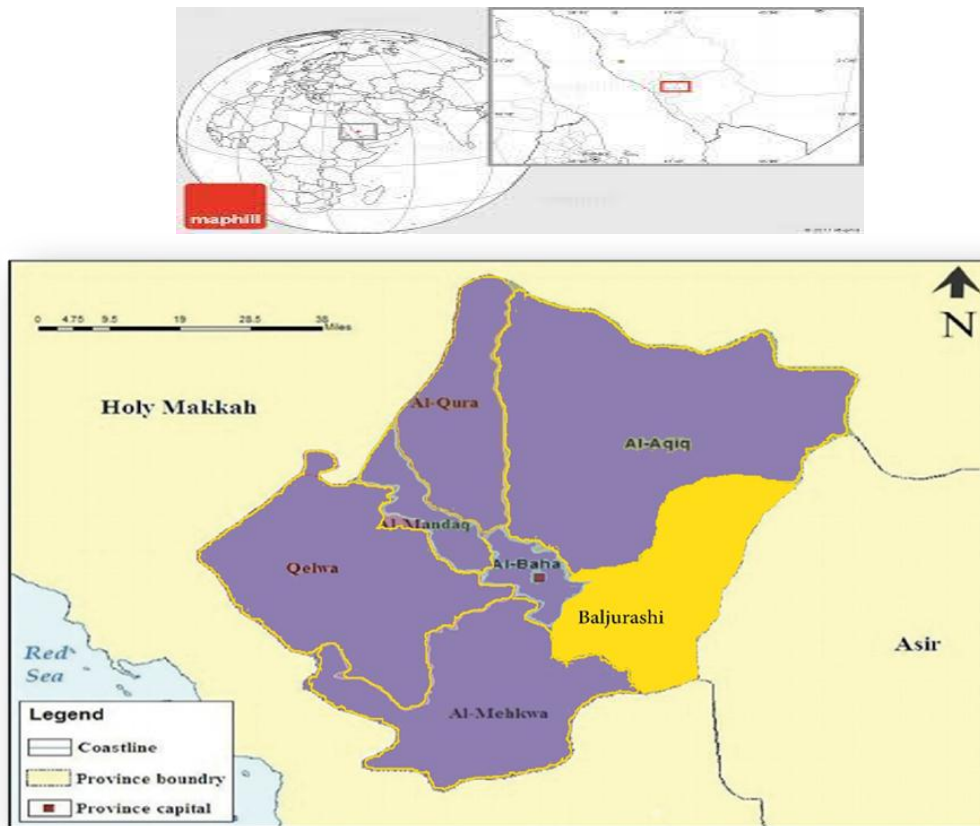 maphill
0 4.75 9.5 19 28.5 38
Miles
N
Holy Makkah
Al-Qura
Al-Aqiq
Al-Mandaq
Al-Baha
Qelwa
Baljurashi
Asir
Red
Sea
Al-Mehkwa
Legend
Coastline
Province boundry
Province capital